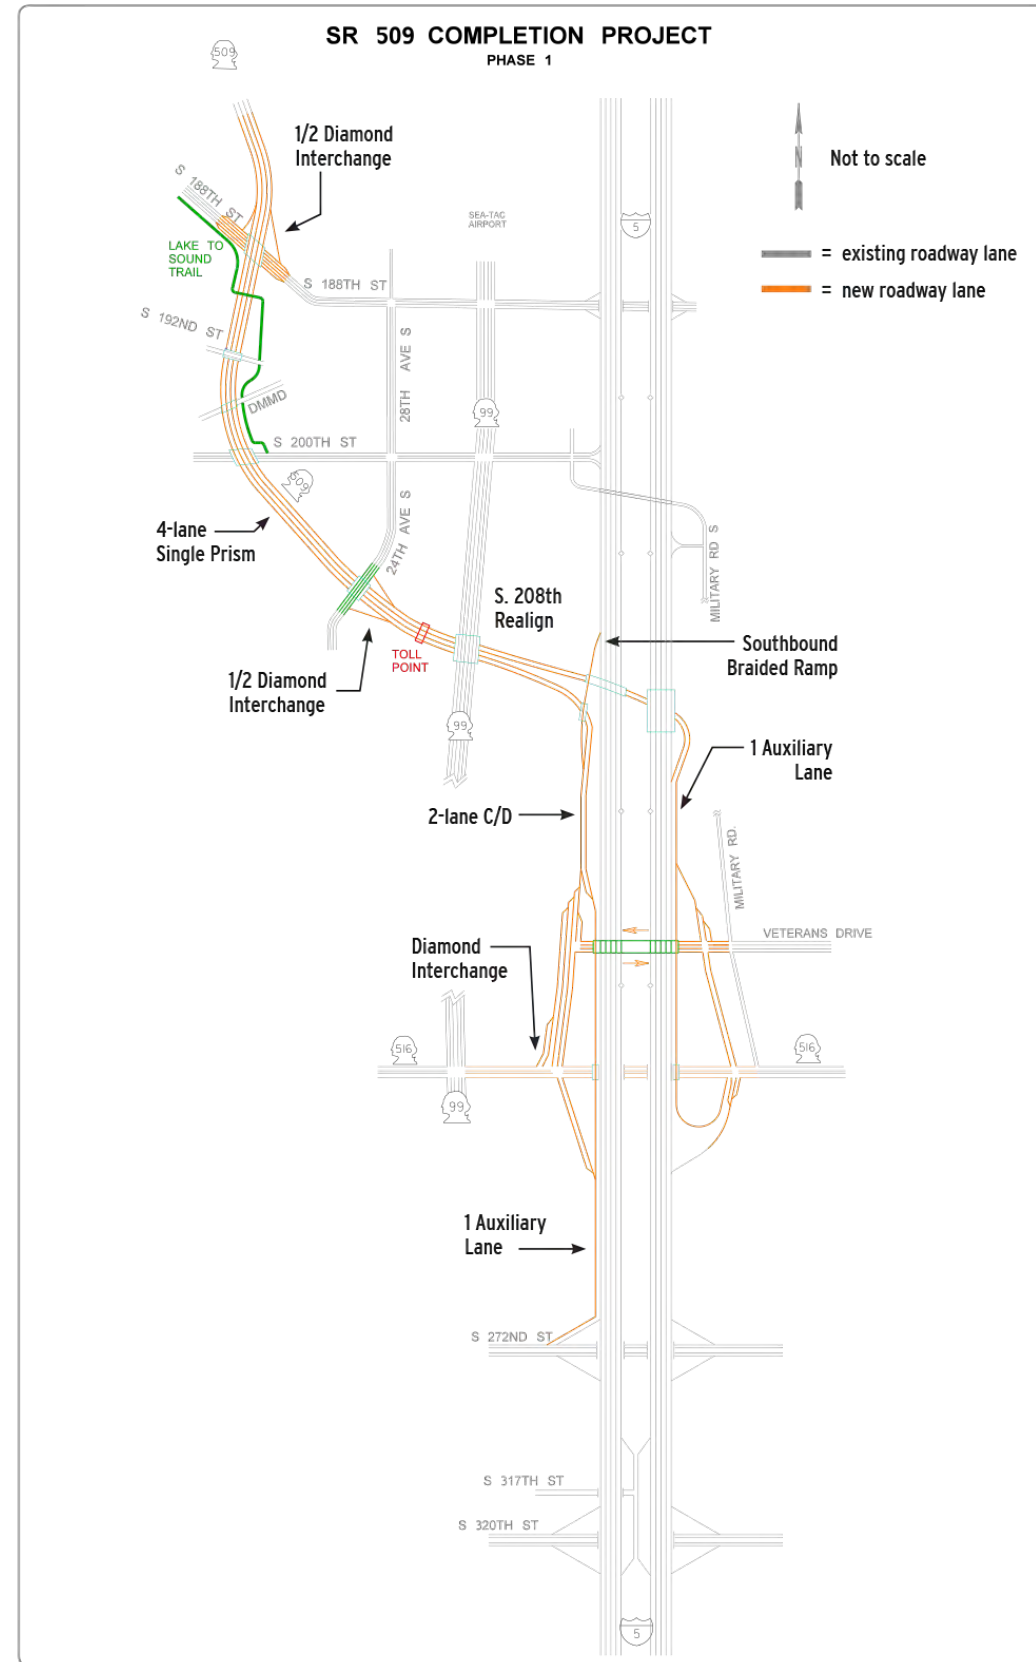 SR 509 COMPLETION PROJECT
PHASE 1
509
1/2 Diamond
Interchange
Not to scale
S 188TH ST
SEA-TAC
AIRPORT
5
LAKE TO
SOUND
TRAIL
= existing roadway lane
S 188TH ST
= new roadway lane
S 192ND ST
28TH AVE S
99
DMMD
S 200TH ST
509
4-lane
Single Prism
24TH AVE S
MILITARY RD S
S. 208th
Realign
Southbound
Braided Ramp
TOLL
POINT
1/2 Diamond
Interchange
99
1 Auxiliary
Lane
2-lane C/D
MILITARY RD.
VETERANS DRIVE
Diamond
Interchange
516
516
99
1 Auxiliary
Lane
S 272ND ST
S 317TH ST
S 320TH ST
5